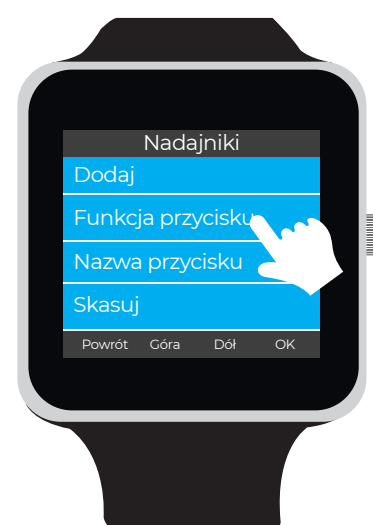 Nadajniki
Dodaj
Funkcja przycisku
Nazwa przycisku
Skasuj
Powrót Góra Dół OK